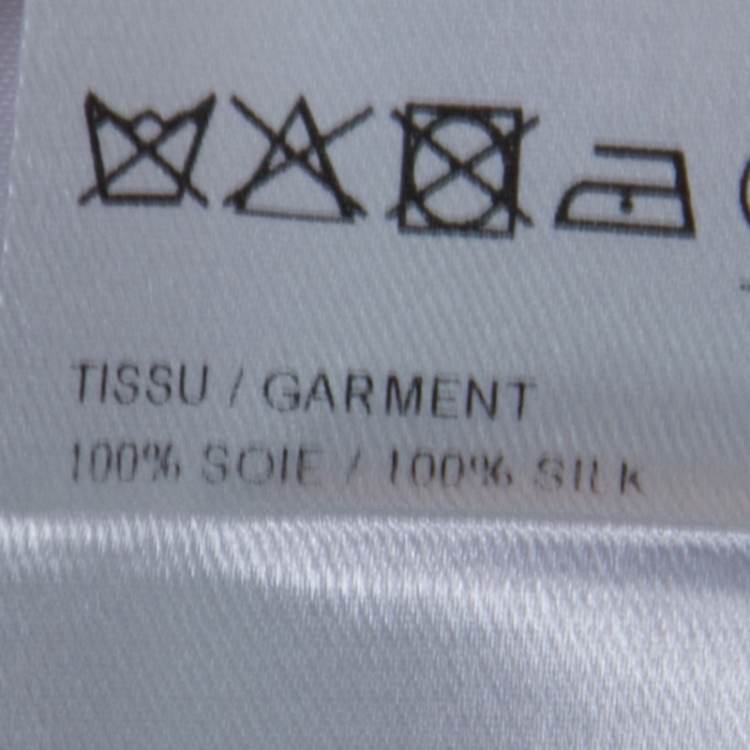 TISSU / GARMENT
100% SOIE / 100% SILK